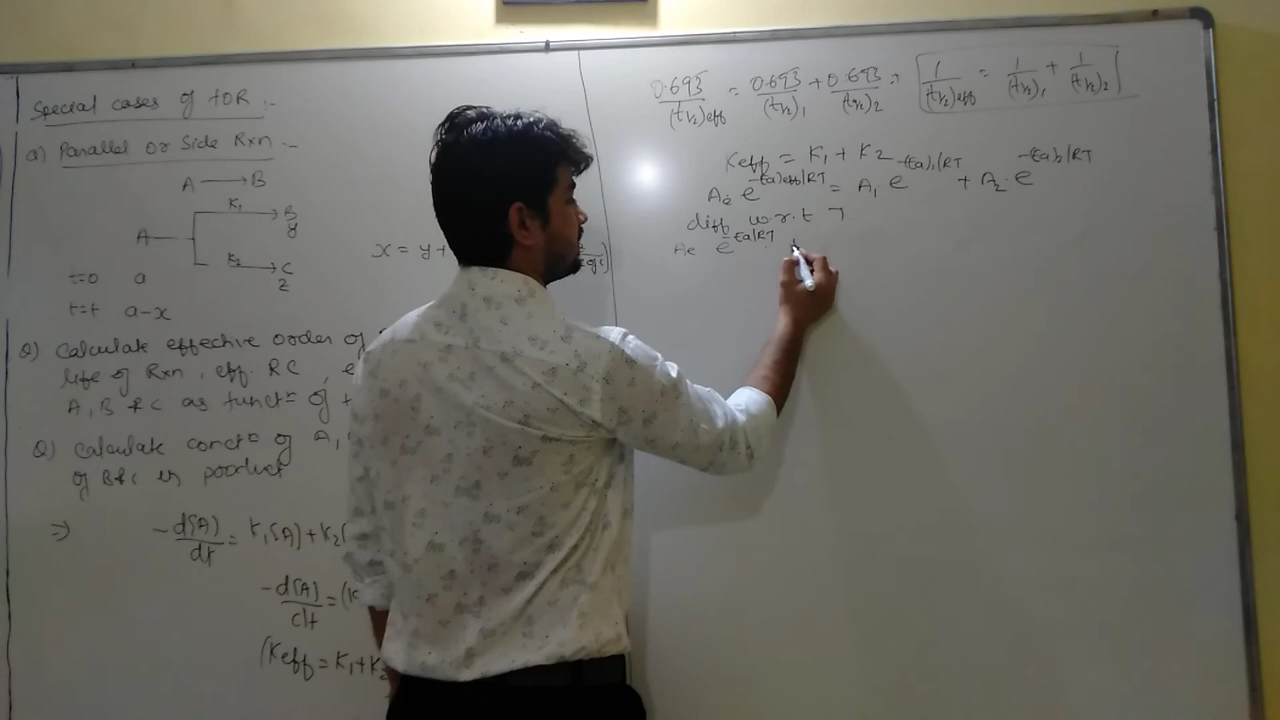 Special cases of FOR :-
a) Parallel or Side Rxn :-
A → B
K₁
A
B
y
K₂
C
z
t=0 a
t=t a-x
x = y+
Q) Calculate effective order of
life of Rxn, eff. RC, e
A, B & C as functⁿ of t
Q) Calculate concⁿ of A,
of B&C in product
⇒ -d[A]/dt = K₁[A]+K₂[
-d[A]/dt = (K
(Keff = K₁+K₂
0.693/(t½)eff = 0.693/(t½)₁ + 0.693/(t½)₂ ⇒ 1/(t½)eff = 1/(t½)₁ + 1/(t½)₂
Keff = K₁ + K₂
Ae e^-(Ea)eff/RT = A₁ e^-(Ea)₁/RT + A₂ e^-(Ea)₂/RT
diff w.r.t T
Ae e^-Ea/RT